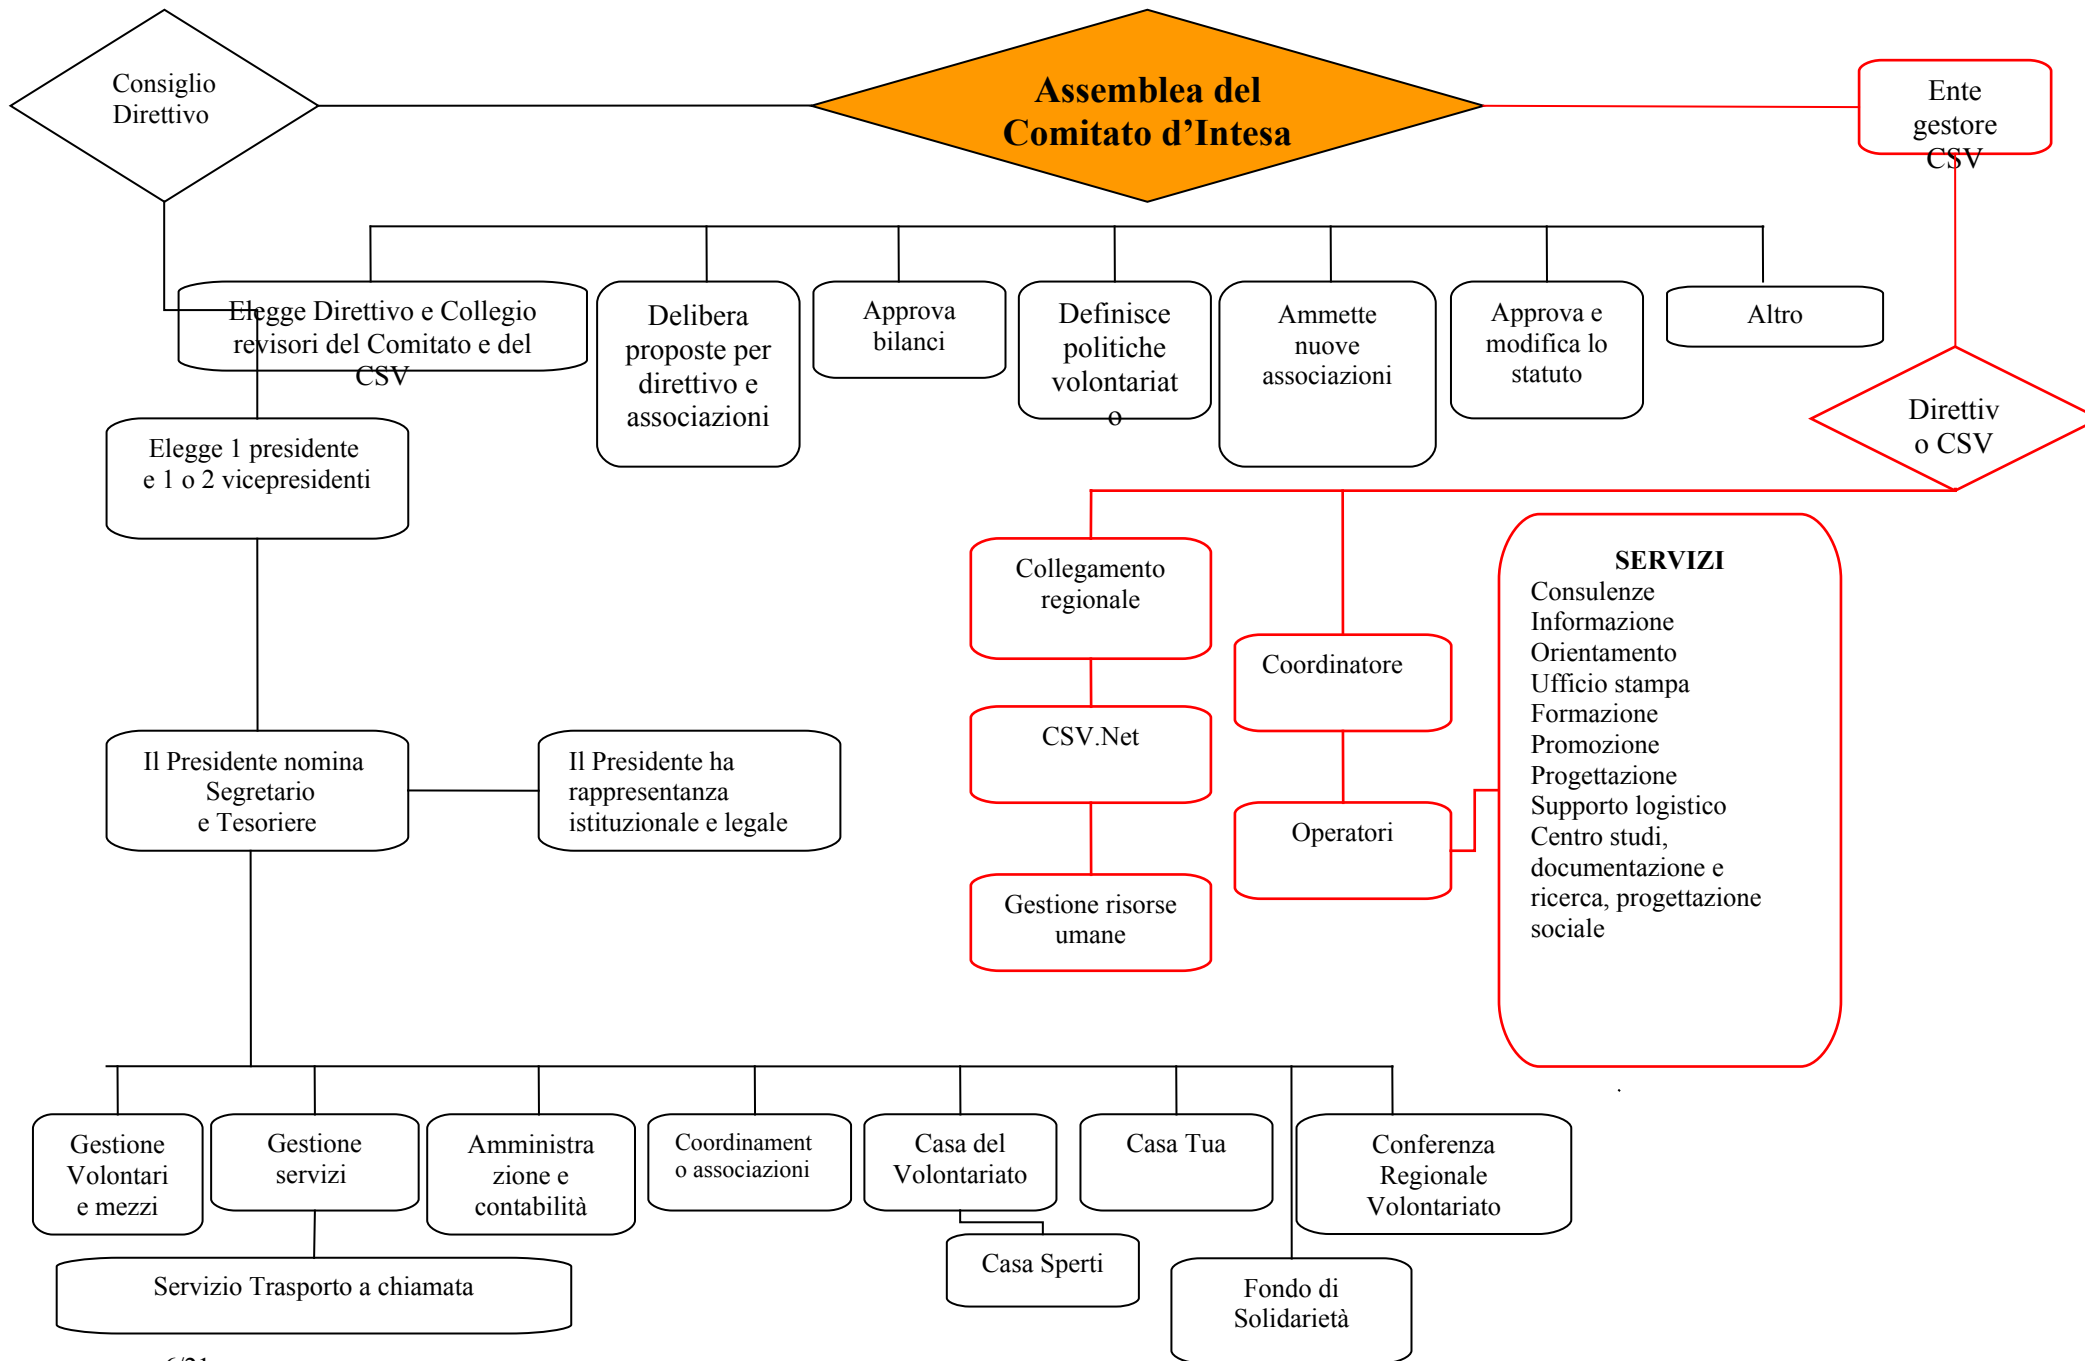 Consiglio
Direttivo
Assemblea del
Comitato d’Intesa
Ente
gestore
CSV
Elegge Direttivo e Collegio
revisori del Comitato e del
CSV
Delibera
proposte per
direttivo e
associazioni
Approva
bilanci
Definisce
politiche
volontariat
o
Ammette
nuove
associazioni
Approva e
modifica lo
statuto
Altro
Direttiv
o CSV
Elegge 1 presidente
e 1 o 2 vicepresidenti
Collegamento
regionale
Coordinatore
CSV.Net
Operatori
Gestione risorse
umane
SERVIZI
Consulenze
Informazione
Orientamento
Ufficio stampa
Formazione
Promozione
Progettazione
Supporto logistico
Centro studi,
documentazione e
ricerca, progettazione
sociale
.
Il Presidente nomina
Segretario
e Tesoriere
Il Presidente ha
rappresentanza
istituzionale e legale
Gestione
Volontari
e mezzi
Gestione
servizi
Amministra
zione e
contabilità
Coordinament
o associazioni
Casa del
Volontariato
Casa Tua
Conferenza
Regionale
Volontariato
Servizio Trasporto a chiamata
Casa Sperti
Fondo di
Solidarietà
6/21